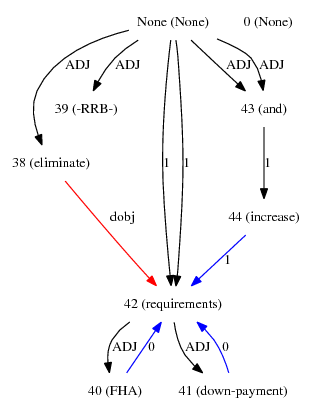 None (None) 0 (None)
ADJ ADJ ADJ ADJ
39 (-RRB-) 43 (and)
38 (eliminate) 1 1 1
44 (increase)
dobj 1
42 (requirements)
ADJ 0 ADJ 0
40 (FHA) 41 (down-payment)